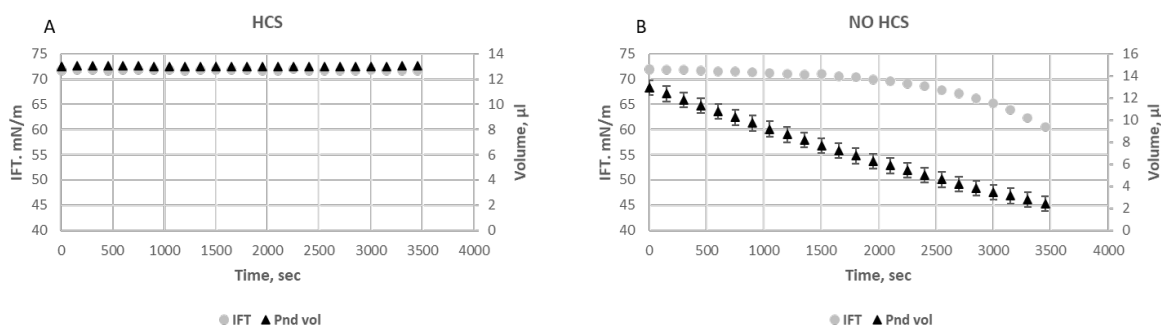 A HCS
75 14
70 12
65 10
60 8
55 6
50 4
45 2
40 0
IFT. mN/m
Volume, µl
0 500 1000 1500 2000 2500 3000 3500 4000
Time, sec
IFT Pnd vol
B NO HCS
75 16
70 14
65 12
60 10
55 8
50 6
45 4
40 2
0
IFT. mN/m
Volume, µl
0 500 1000 1500 2000 2500 3000 3500 4000
Time, sec
IFT Pnd vol